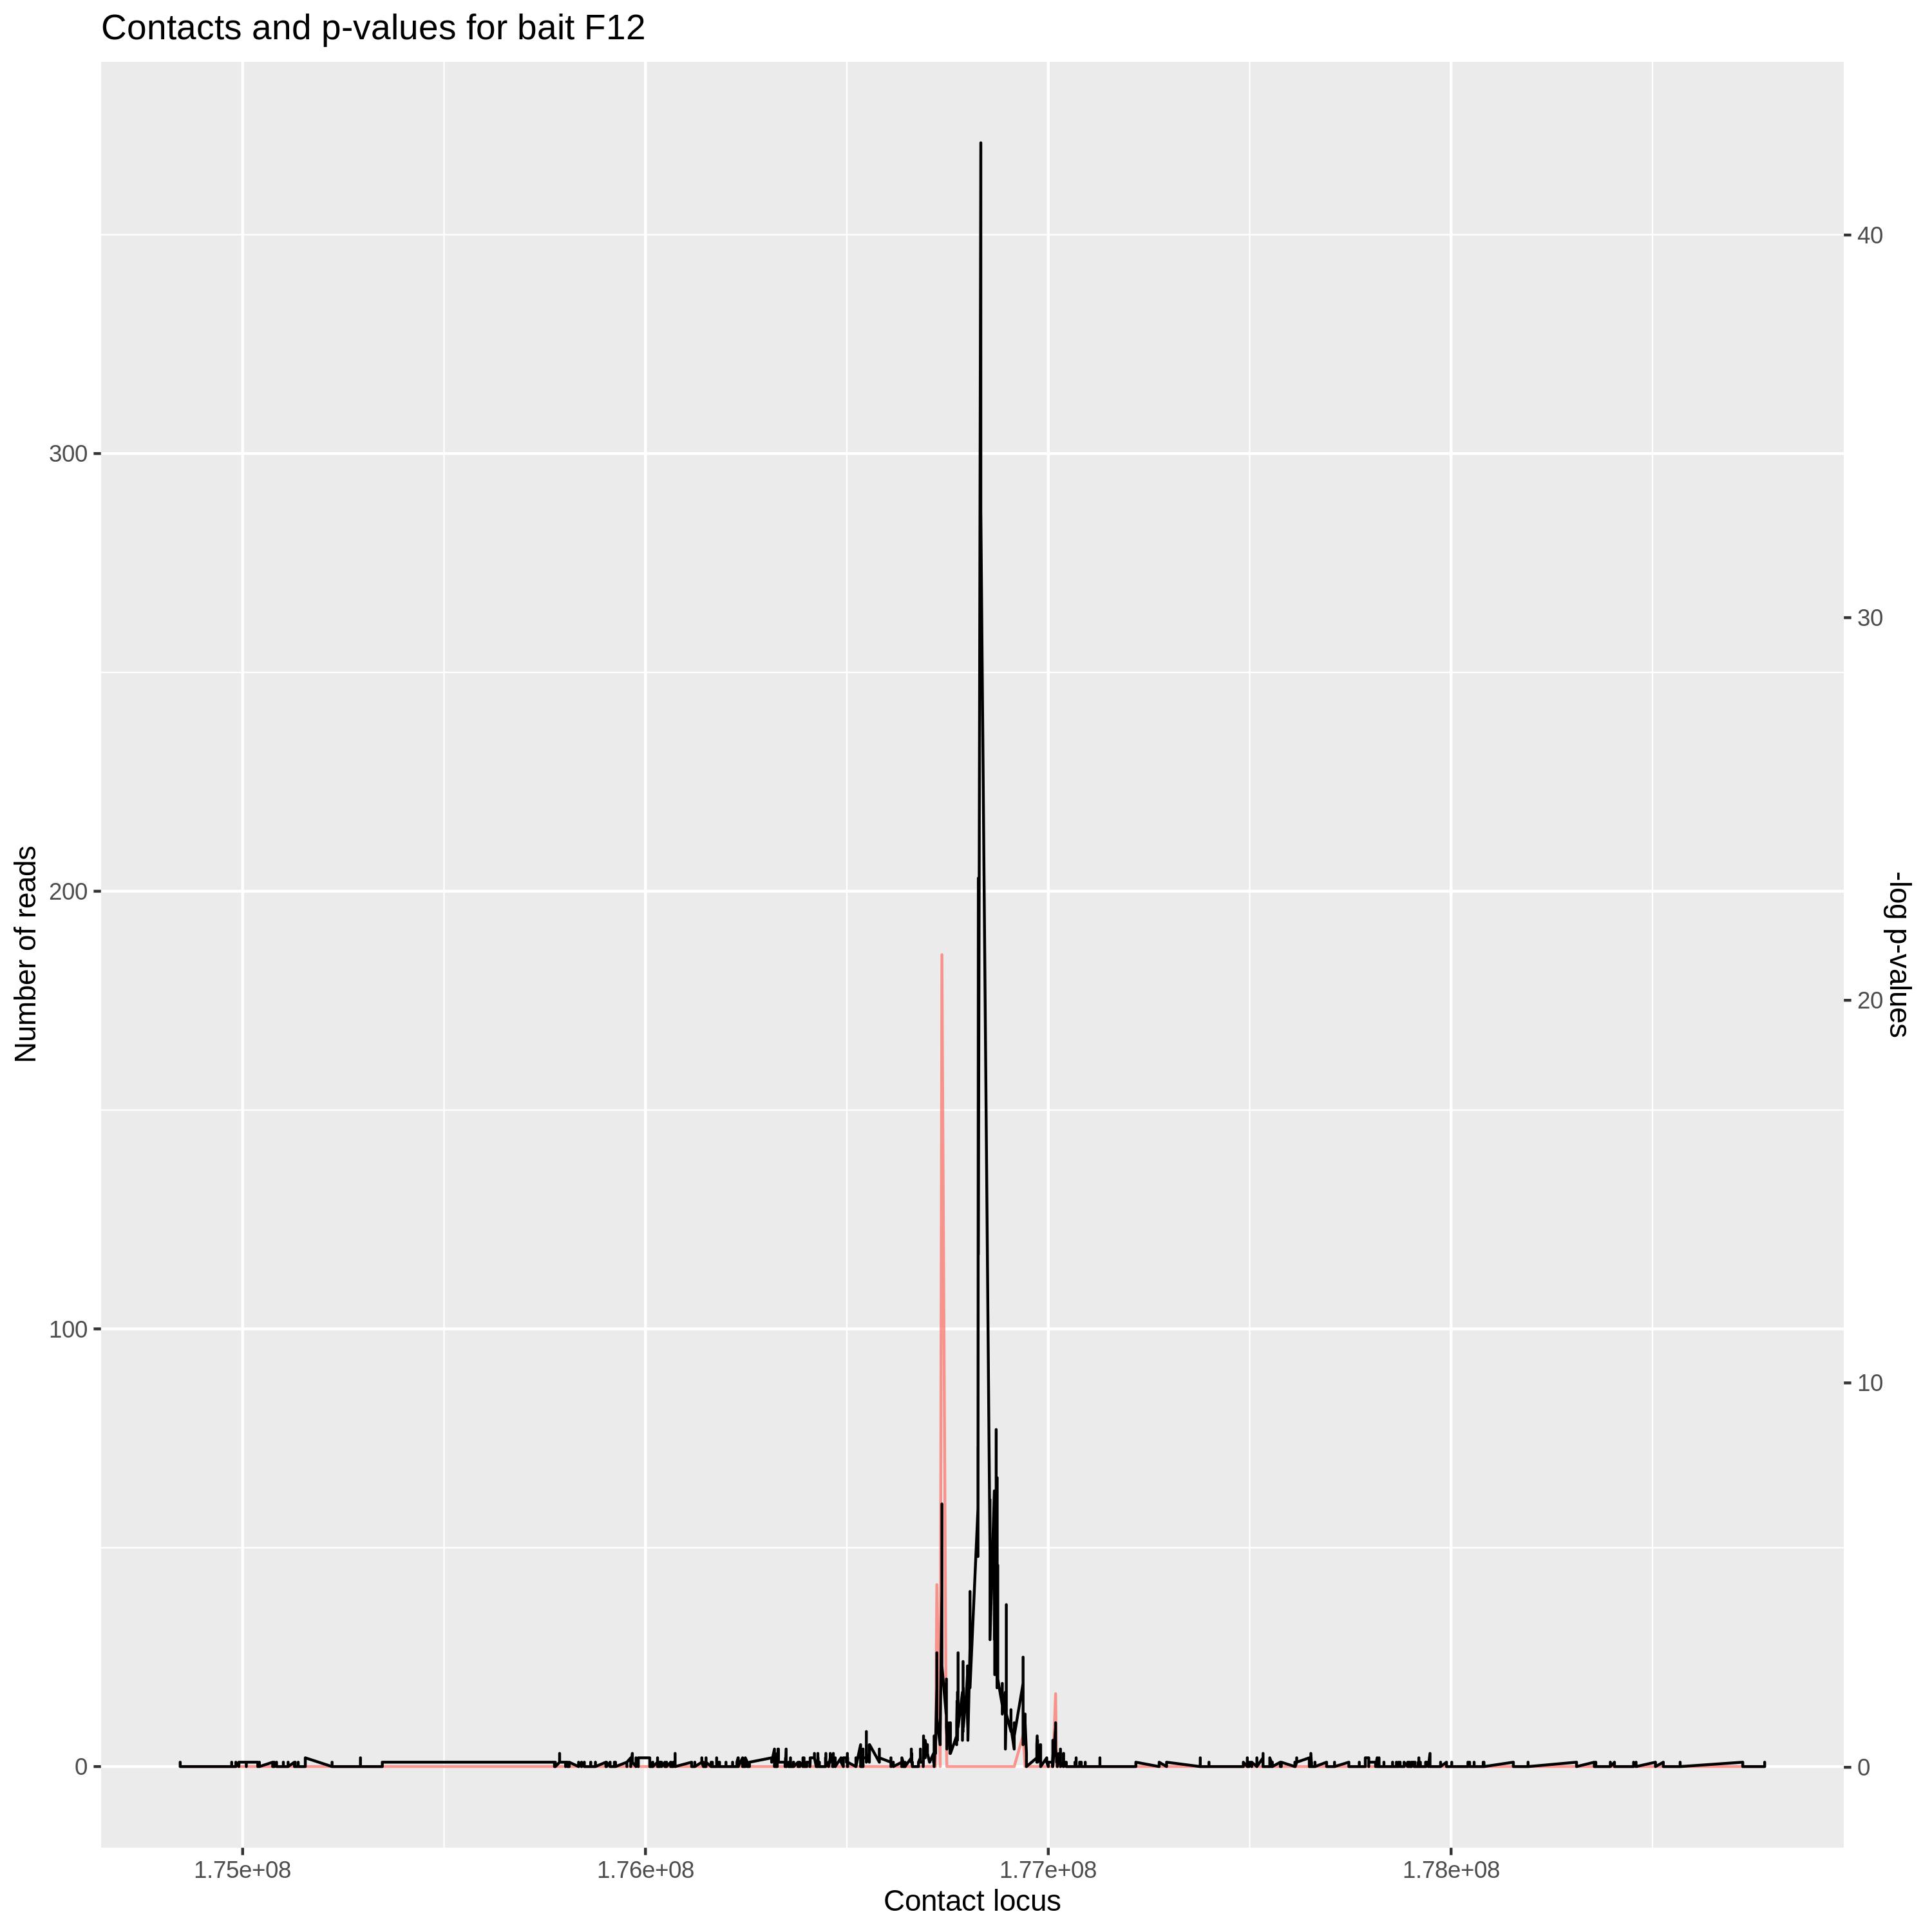 Contacts and p-values for bait F12
Number of reads
300
200
100
0
40
30
20
10
0
-log p-values
1.75e+08 1.76e+08 1.77e+08 1.78e+08
Contact locus